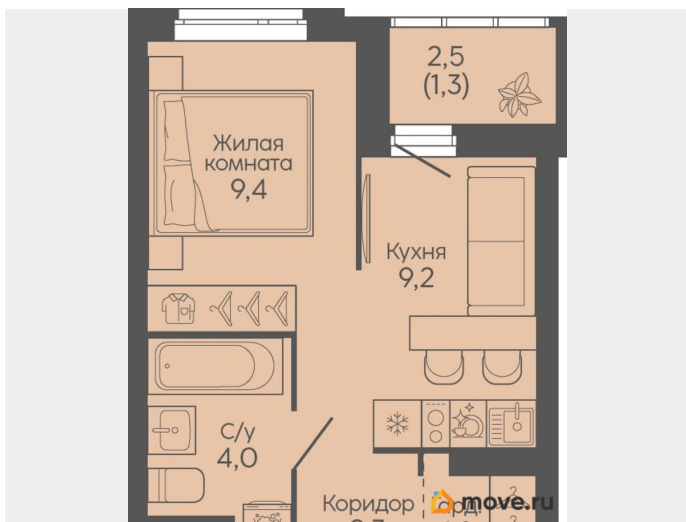 2,5
(1,3)
Жилая
комната
9,4
Кухня
9,2
С/у
4,0
Коридор
move.ru